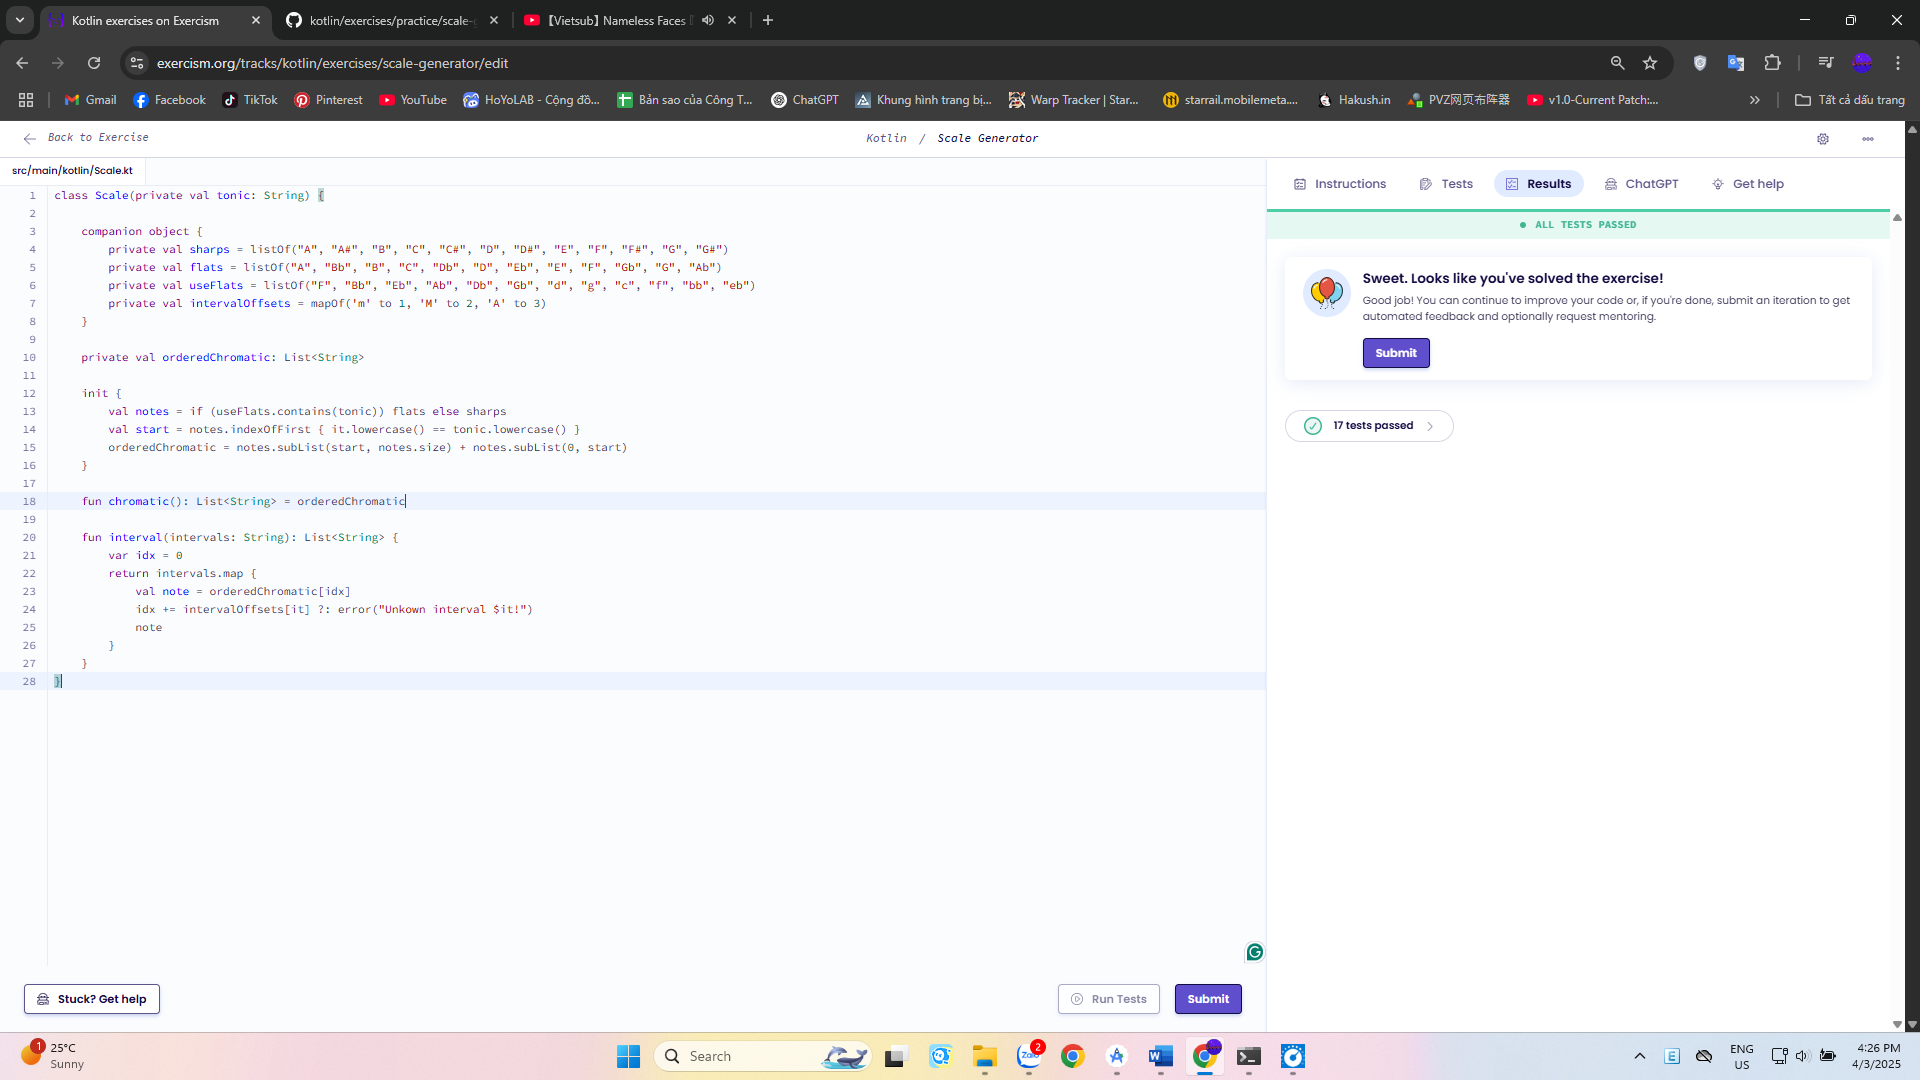 Kotlin exercises on Exercism
kotlin/exercises/practice/scale-
【Vietsub】Nameless Faces
exercism.org/tracks/kotlin/exercises/scale-generator/edit
Gmail
Facebook
TikTok
Pinterest
YouTube
HoYoLAB - Cộng đồ...
Bản sao của Công T...
ChatGPT
Khung hình trang bị...
Warp Tracker | Star...
starrail.mobilemeta....
Hakush.in
PVZ网页布阵器
v1.0-Current Patch:...
Tất cả dấu trang
Back to Exercise
Kotlin / Scale Generator
src/main/kotlin/Scale.kt
1 class Scale(private val tonic: String) {
2
3 companion object {
4 private val sharps = listOf("A", "A#", "B", "C", "C#", "D", "D#", "E", "F", "F#", "G", "G#")
5 private val flats = listOf("A", "Bb", "B", "C", "Db", "D", "Eb", "E", "F", "Gb", "G", "Ab")
6 private val useFlats = listOf("F", "Bb", "Eb", "Ab", "Db", "Gb", "d", "g", "c", "f", "bb", "eb")
7 private val intervalOffsets = mapOf('m' to 1, 'M' to 2, 'A' to 3)
8 }
9
10 private val orderedChromatic: List<String>
11
12 init {
13 val notes = if (useFlats.contains(tonic)) flats else sharps
14 val start = notes.indexOfFirst { it.lowercase() == tonic.lowercase() }
15 orderedChromatic = notes.subList(start, notes.size) + notes.subList(0, start)
16 }
17
18 fun chromatic(): List<String> = orderedChromatic
19
20 fun interval(intervals: String): List<String> {
21 var idx = 0
22 return intervals.map {
23 val note = orderedChromatic[idx]
24 idx += intervalOffsets[it] ?: error("Unkown interval $it!")
25 note
26 }
27 }
28 }
Instructions
Tests
Results
ChatGPT
Get help
ALL TESTS PASSED
Sweet. Looks like you've solved the exercise!
Good job! You can continue to improve your code or, if you're done, submit an iteration to get
automated feedback and optionally request mentoring.
Submit
17 tests passed
Stuck? Get help
Run Tests
Submit
1
25°C
Sunny
Search
Zalo
2
ENG
US
4:26 PM
4/3/2025